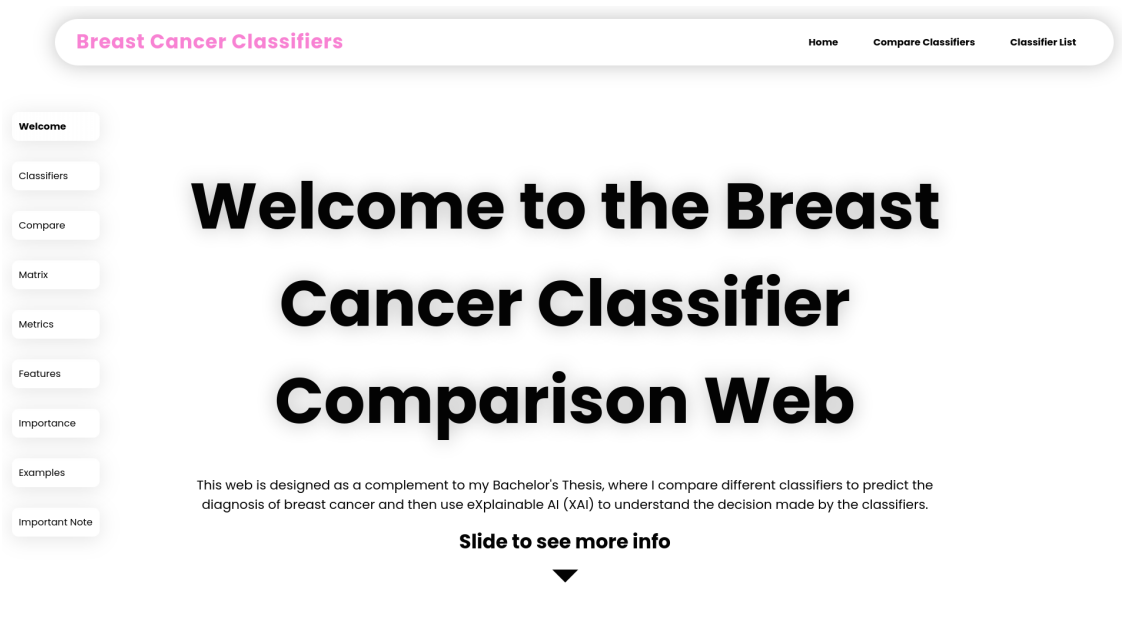 Breast Cancer Classifiers
Home
Compare Classifiers
Classifier List
Welcome
Classifiers
Compare
Matrix
Metrics
Features
Importance
Examples
Important Note
Welcome to the Breast
Cancer Classifier
Comparison Web
This web is designed as a complement to my Bachelor's Thesis, where I compare different classifiers to predict the
diagnosis of breast cancer and then use eXplainable AI (XAI) to understand the decision made by the classifiers.
Slide to see more info